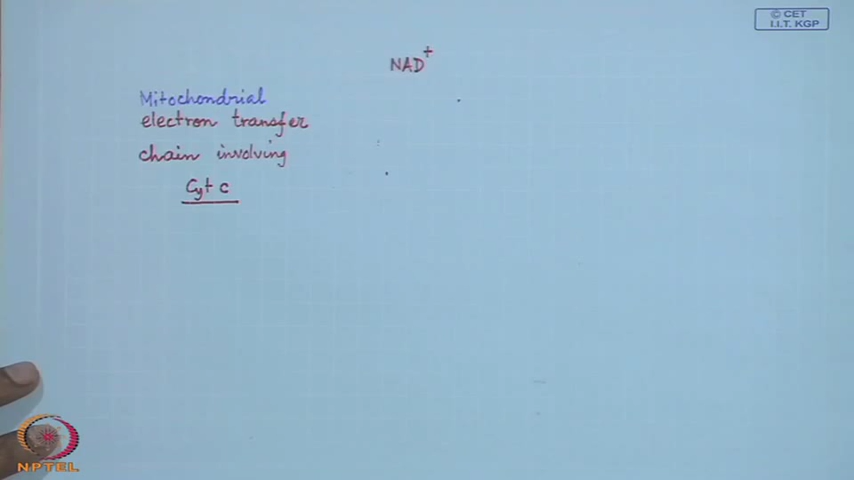 © CET
I.I.T. KGP
NAD+
Mitochondrial
electron transfer
chain involving
Cyt c
NPTEL